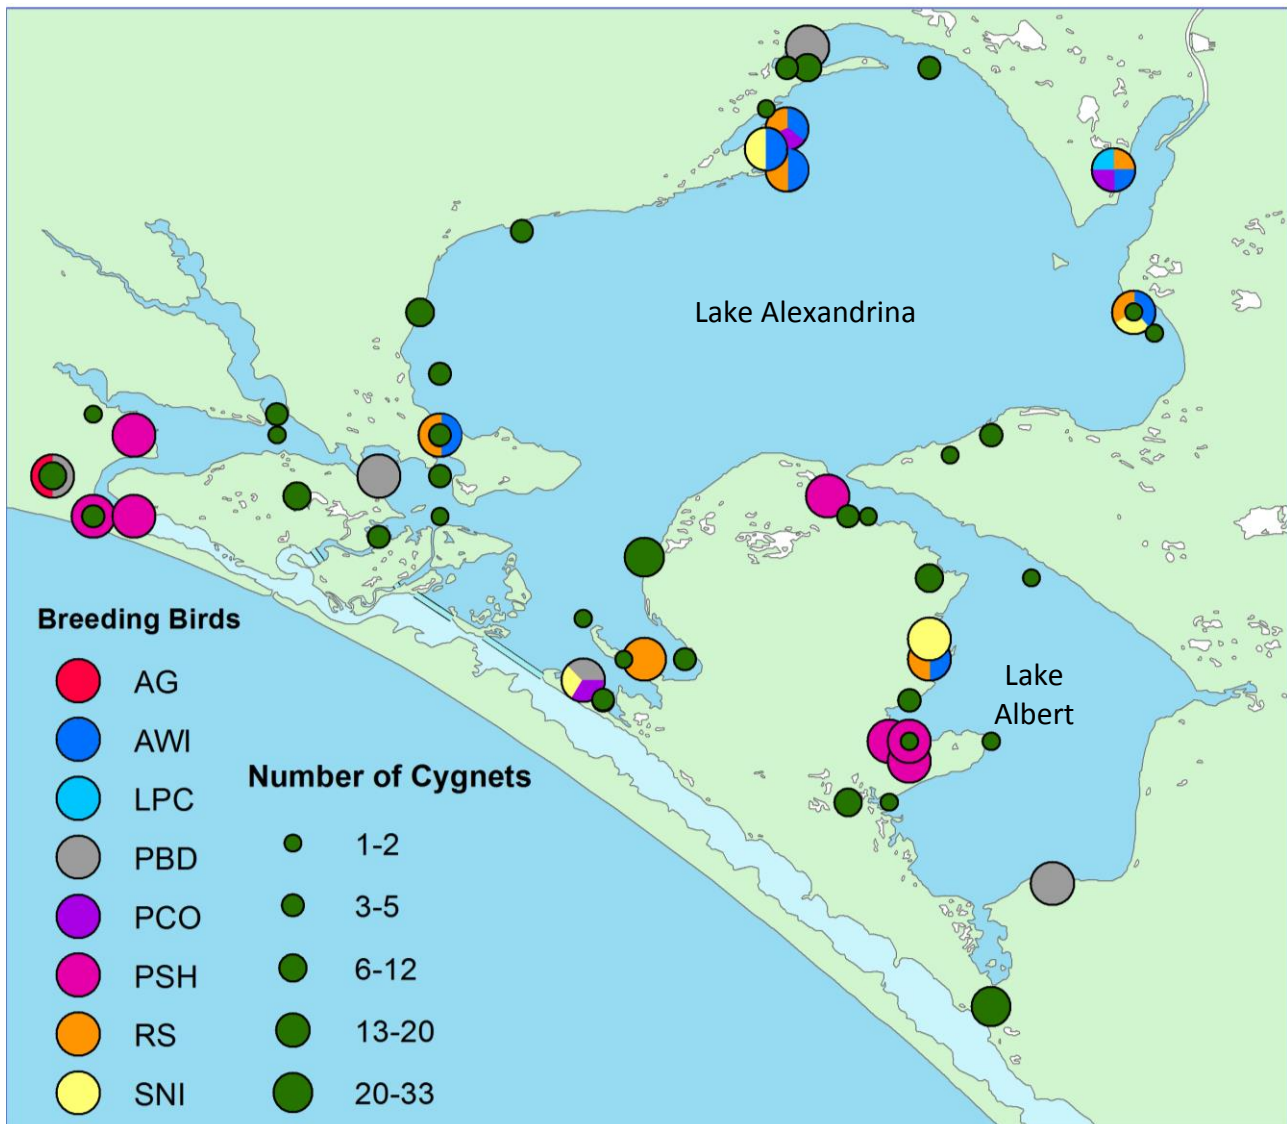 Lake Alexandrina
Lake
Albert
Breeding Birds
AG
AWI
LPC
PBD
PCO
PSH
RS
SNI
Number of Cygnets
1-2
3-5
6-12
13-20
20-33